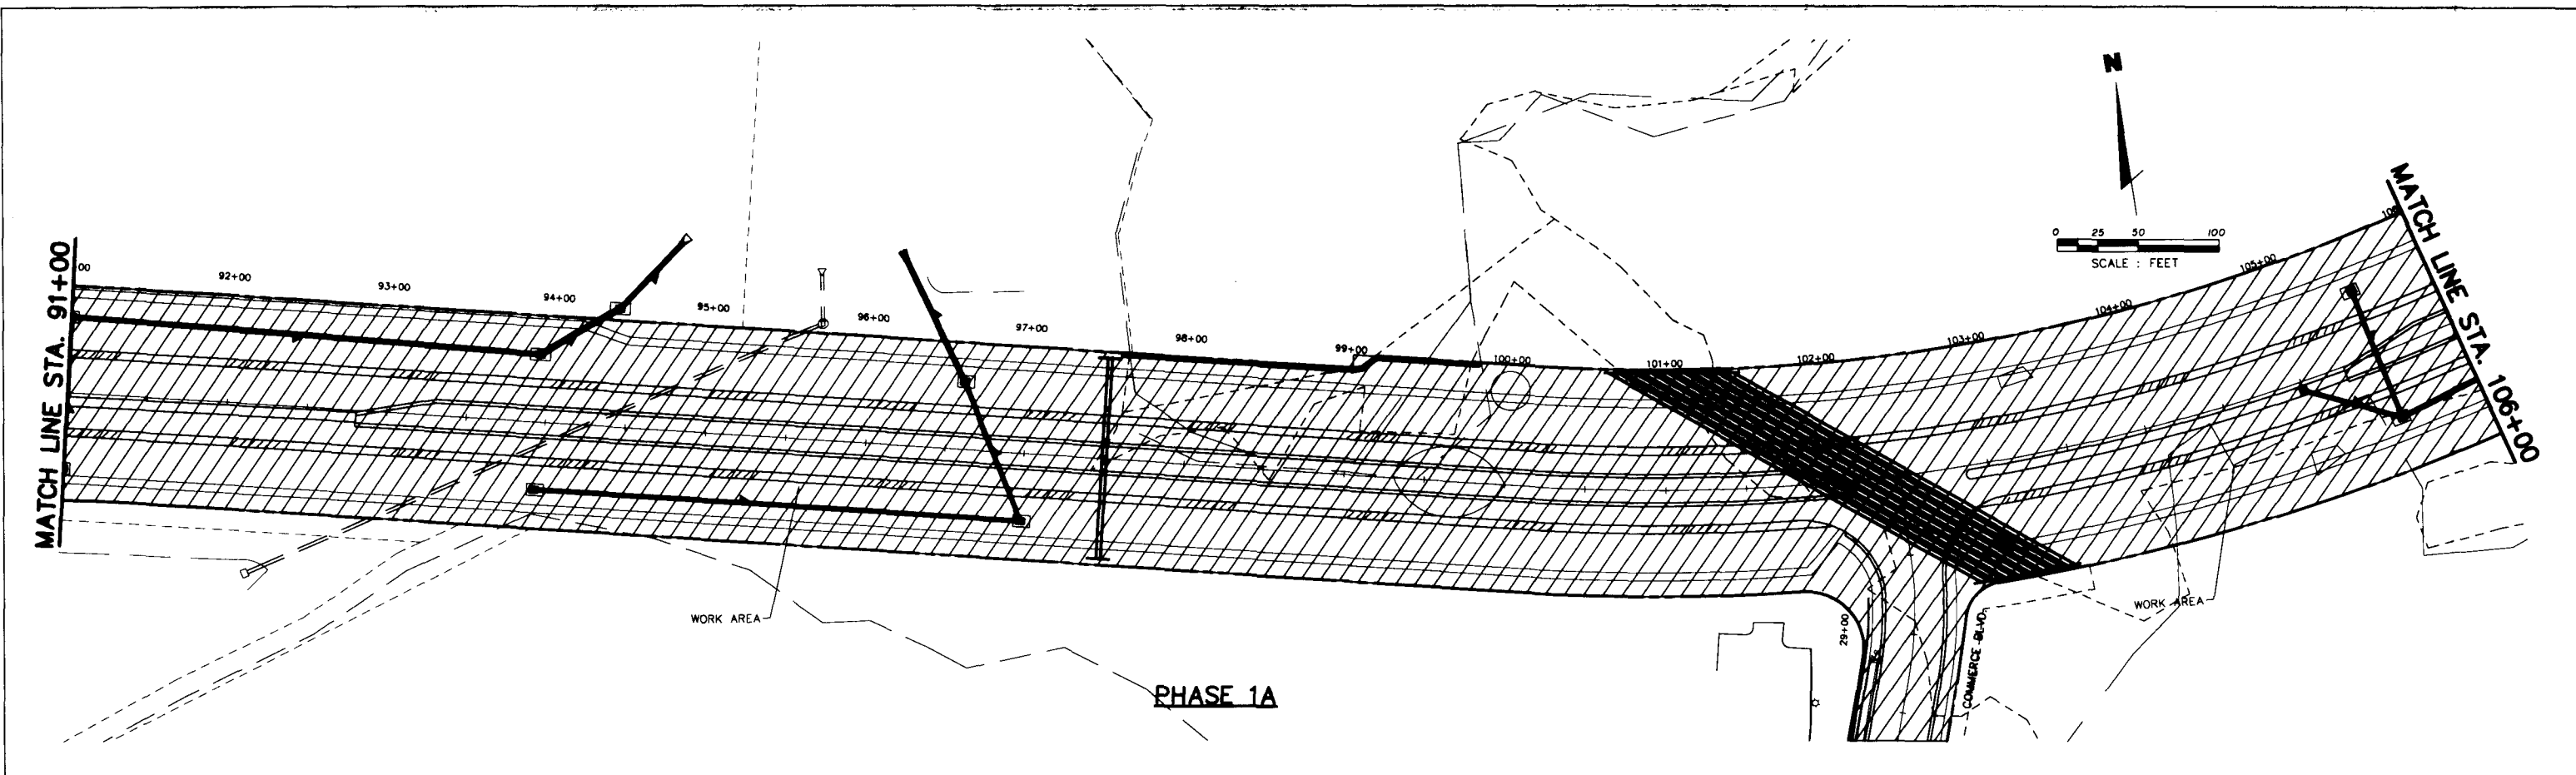 N
0 25 50 100
SCALE : FEET
MATCH LINE STA. 91+00
00
92+00
93+00
94+00
95+00
96+00
97+00
98+00
99+00
100+00
101+00
102+00
103+00
104+00
105+00
MATCH LINE STA. 106+00
WORK AREA
WORK AREA
29+00
COMMERCE BLVD.
PHASE 1A